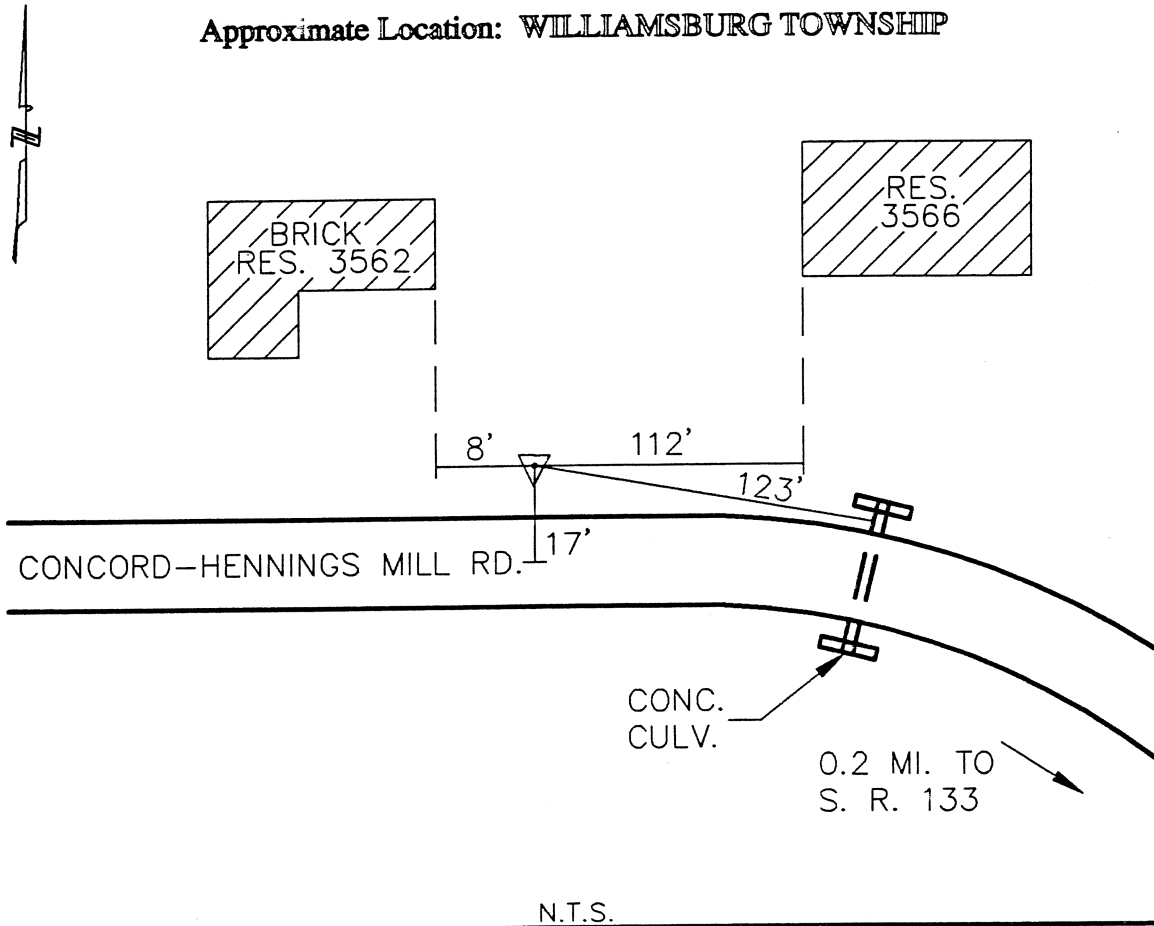 Approximate Location: WILLIAMSBURG TOWNSHIP
N
BRICK
RES. 3562
RES.
3566
8'
112'
123'
17'
CONCORD-HENNINGS MILL RD.
CONC.
CULV.
0.2 MI. TO
S. R. 133
N.T.S.